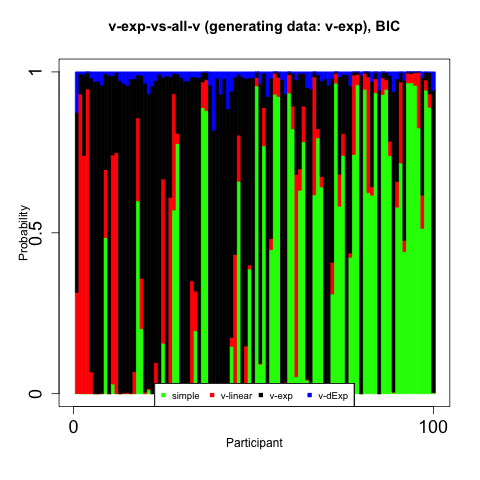 v-exp-vs-all-v (generating data: v-exp), BIC
1
0.5
0
Probability
simple v-linear v-exp v-dExp
0 100
Participant